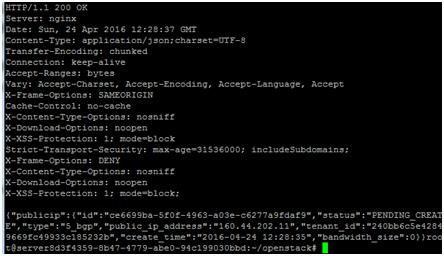 HTTP/1.1 200 OK
Server: nginx
Date: Sun, 24 Apr 2016 12:28:37 GMT
Content-Type: application/json;charset=UTF-8
Transfer-Encoding: chunked
Connection: keep-alive
Accept-Ranges: bytes
Vary: Accept-Charset, Accept-Encoding, Accept-Language, Accept
X-Frame-Options: SAMEORIGIN
Cache-Control: no-cache
X-Content-Type-Options: nosniff
X-Download-Options: noopen
X-XSS-Protection: 1; mode=block
Strict-Transport-Security: max-age=31536000; includeSubdomains;
X-Frame-Options: DENY
X-Content-Type-Options: nosniff
X-Download-Options: noopen
X-XSS-Protection: 1; mode=block;
{"publicip":{"id":"ce6699ba-5f0f-4963-a03e-c6277a9fdaf9","status":"PENDING_CREAT
E","type":"5_bgp","public_ip_address":"160.44.202.11","tenant_id":"240bb6c5e4284
9669fc49933c185232b","create_time":"2016-04-24 12:28:35","bandwidth_size":0}}roo
t@server8d3f4359-8b47-4779-abe0-94c199030bbd:~/openstack#